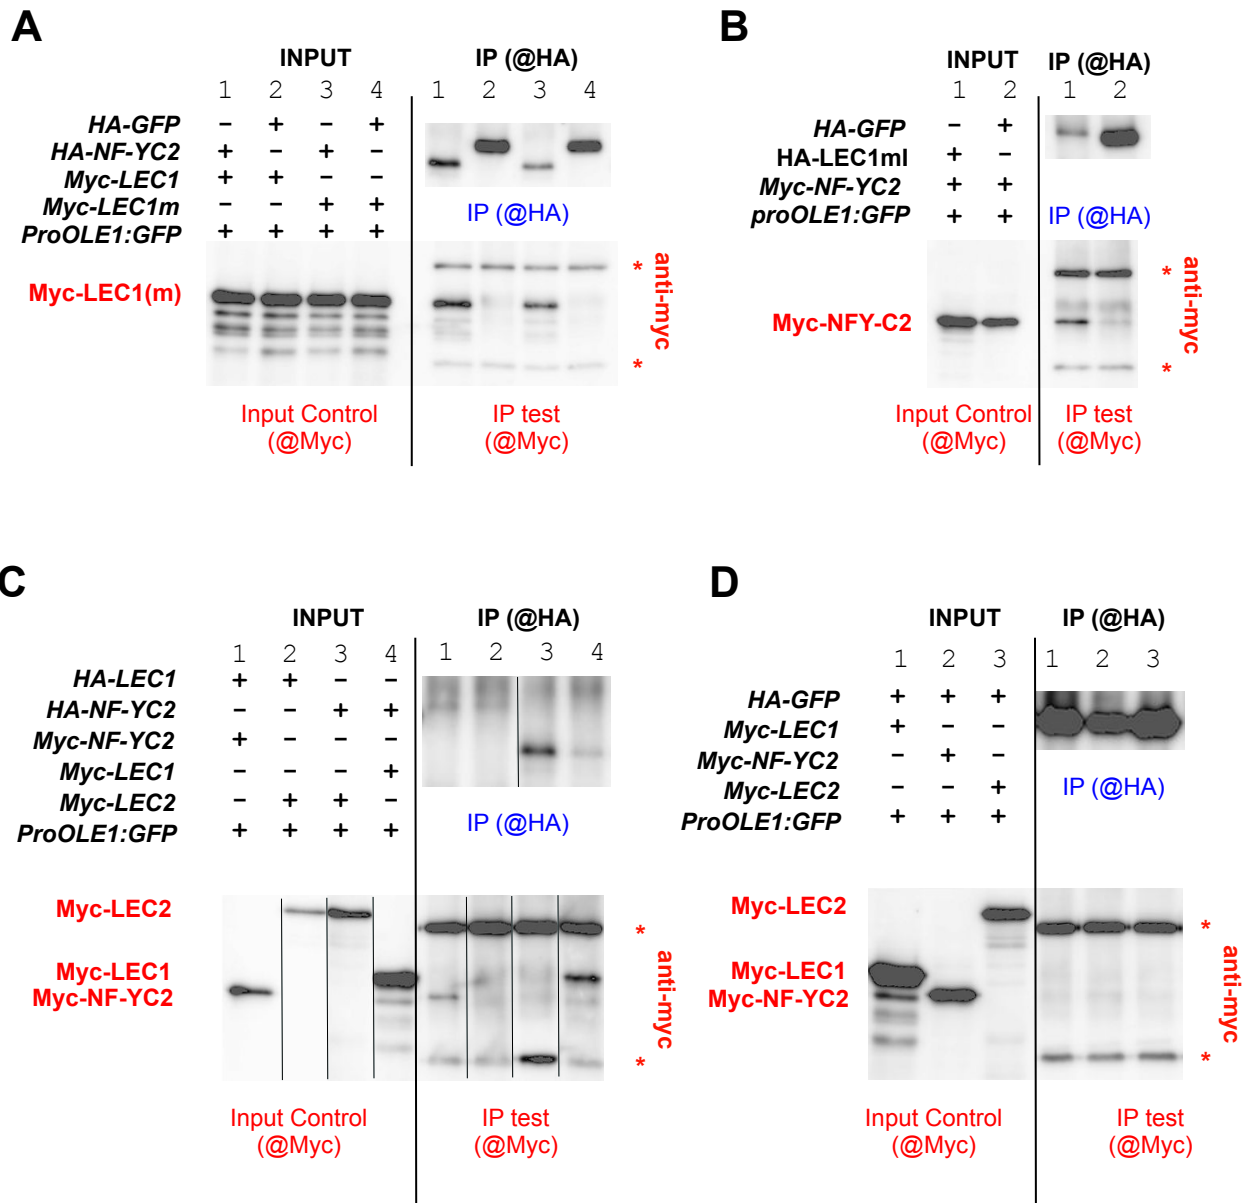 A
INPUT
IP (@HA)
1 2 3 4
1 2 3 4
HA-GFP – + – +
HA-NF-YC2 + – + –
Myc-LEC1 + + – –
Myc-LEC1m – – + +
ProOLE1:GFP + + + +
IP (@HA)
Myc-LEC1(m)
* 
*
anti-myc
Input Control
(@Myc)
IP test
(@Myc)
B
INPUT
IP (@HA)
1 2
1 2
HA-GFP – +
HA-LEC1ml + –
Myc-NF-YC2 + +
proOLE1:GFP + +
IP (@HA)
Myc-NFY-C2
*
*
anti-myc
Input Control
(@Myc)
IP test
(@Myc)
C
INPUT
IP (@HA)
1 2 3 4
1 2 3 4
HA-LEC1 + + – –
HA-NF-YC2 – – + +
Myc-NF-YC2 + – – –
Myc-LEC1 – – – +
Myc-LEC2 – + + –
ProOLE1:GFP + + + +
IP (@HA)
Myc-LEC2
Myc-LEC1
Myc-NF-YC2
*
*
anti-myc
Input Control
(@Myc)
IP test
(@Myc)
D
INPUT
IP (@HA)
1 2 3
1 2 3
HA-GFP + + +
Myc-LEC1 + – –
Myc-NF-YC2 – + –
Myc-LEC2 – – +
ProOLE1:GFP + + +
IP (@HA)
Myc-LEC2
Myc-LEC1
Myc-NF-YC2
*
*
anti-myc
Input Control
(@Myc)
IP test
(@Myc)